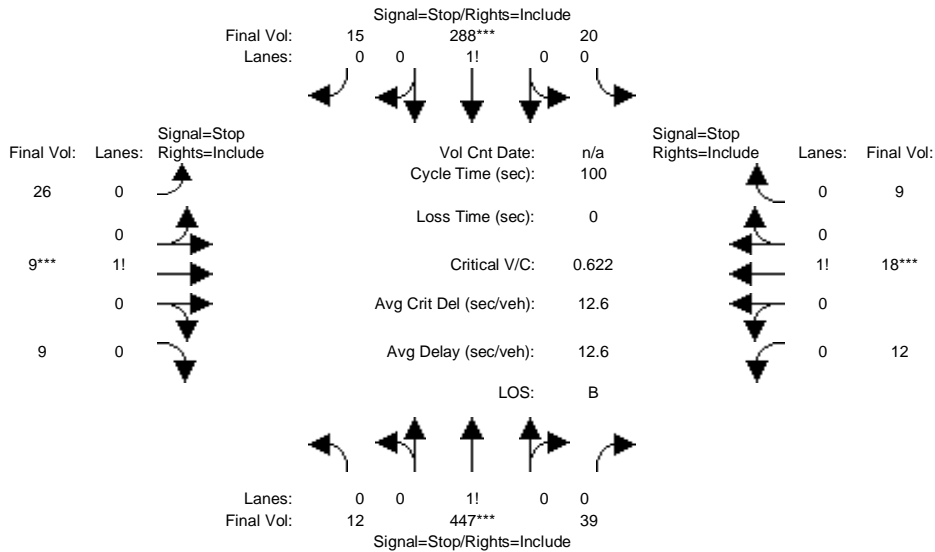 Signal=Stop/Rights=Include
Final Vol: 15 288*** 20
Lanes: 0 0 1! 0 0
Signal=Stop Signal=Stop
Final Vol: Lanes: Rights=Include Vol Cnt Date: n/a Rights=Include Lanes: Final Vol:
Cycle Time (sec): 100
26 0 0 9
Loss Time (sec): 0
0 0
9*** 1! Critical V/C: 0.622 1! 18***
0 Avg Crit Del (sec/veh): 12.6 0
9 0 Avg Delay (sec/veh): 12.6 0 12
LOS: B
Lanes: 0 0 1! 0 0
Final Vol: 12 447*** 39
Signal=Stop/Rights=Include